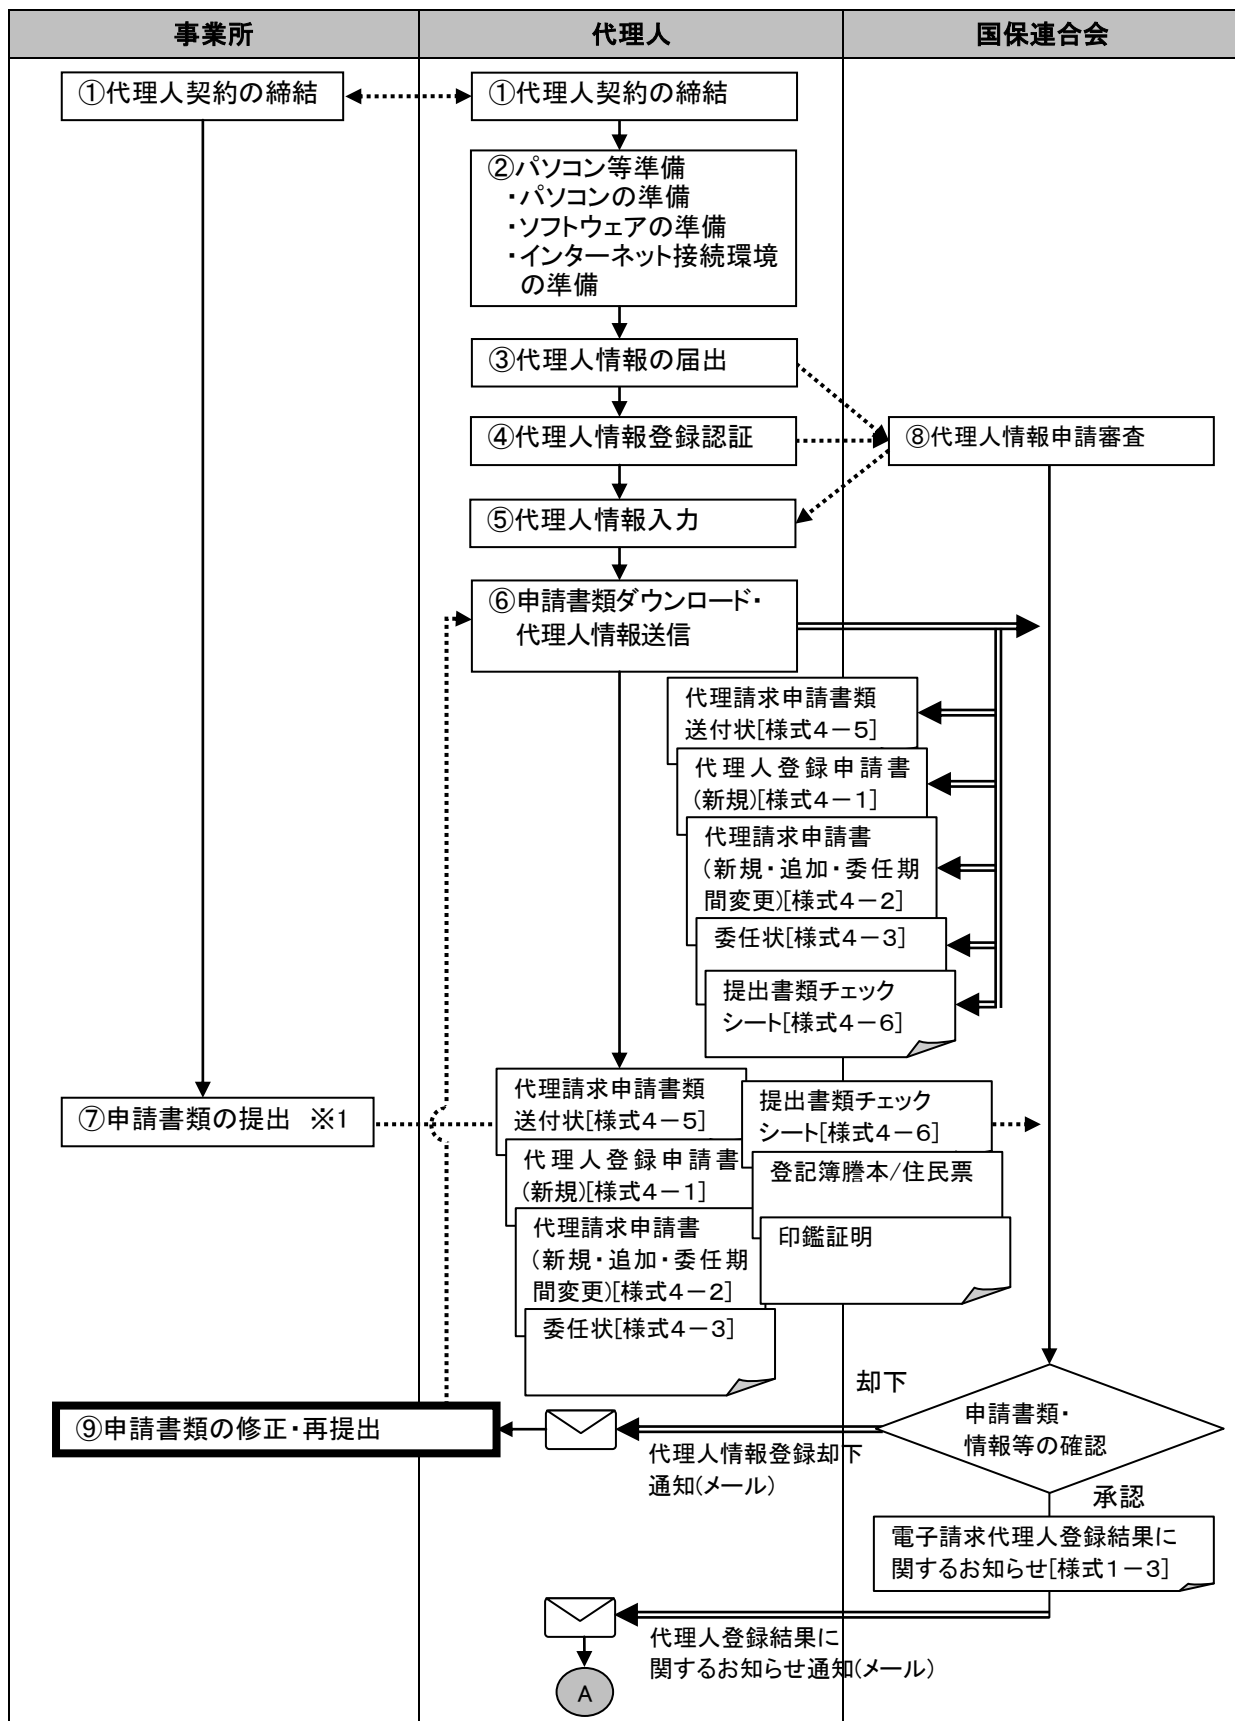 事業所
代理人
国保連合会
①代理人契約の締結
①代理人契約の締結
②パソコン等準備
・パソコンの準備
・ソフトウェアの準備
・インターネット接続環境
の準備
③代理人情報の届出
④代理人情報登録認証
⑧代理人情報申請審査
⑤代理人情報入力
⑥申請書類ダウンロード・
代理人情報送信
代理請求申請書類
送付状[様式4-5]
代理人登録申請書
(新規)[様式4-1]
代理請求申請書
(新規・追加・委任期
間変更)[様式4-2]
委任状[様式4-3]
提出書類チェック
シート[様式4-6]
⑦申請書類の提出 ※1
代理請求申請書類
送付状[様式4-5]
代理人登録申請書
(新規)[様式4-1]
代理請求申請書
(新規・追加・委任期
間変更)[様式4-2]
委任状[様式4-3]
提出書類チェック
シート[様式4-6]
登記簿謄本/住民票
印鑑証明
却下
申請書類・
情報等の確認
⑨申請書類の修正・再提出
代理人情報登録却下
通知(メール)
承認
電子請求代理人登録結果に
関するお知らせ[様式1-3]
代理人登録結果に
関するお知らせ通知(メール)
A